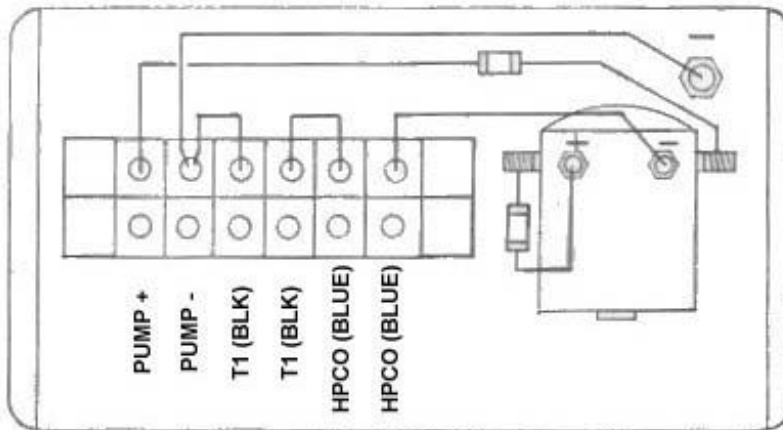 PUMP +
PUMP -
T1 (BLK)
T1 (BLK)
HPCO (BLUE)
HPCO (BLUE)